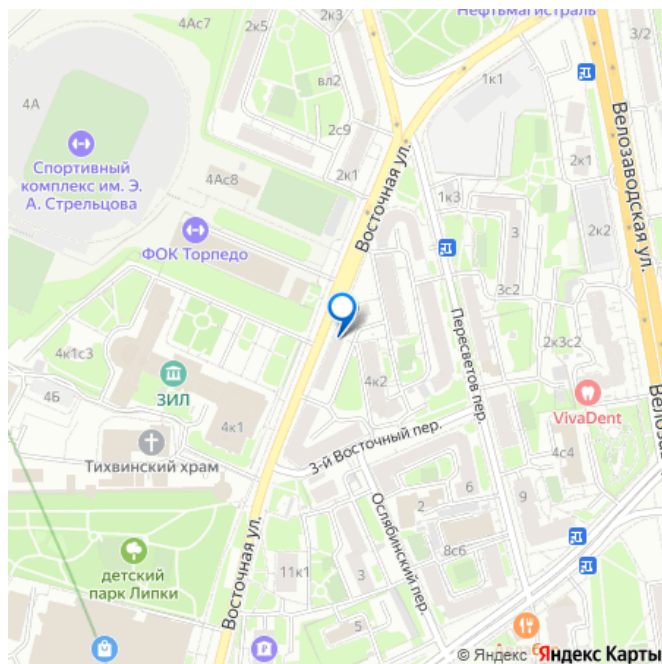 Нефтьмагистраль
4Ас7
2к5
3/2
вл2
1к1
4А
2с9
Спортивный
комплекс им. Э.
А. Стрельцова
2к1
4Ас8
Восточная ул.
2к1
1к3
Велозаводская ул.
ФОК Торпедо
3
2к2
3с2
Пересветов пер.
4к1с3
2к3с2
4к2
4Б
ЗИЛ
VivaDent
4к1
Тихвинский храм
3-й Восточный пер.
4с4
6
2
9
Ослябинский пер.
8с6
Восточная ул.
детский
парк Липки
11к1
3
5
© Яндекс Яндекс Карты